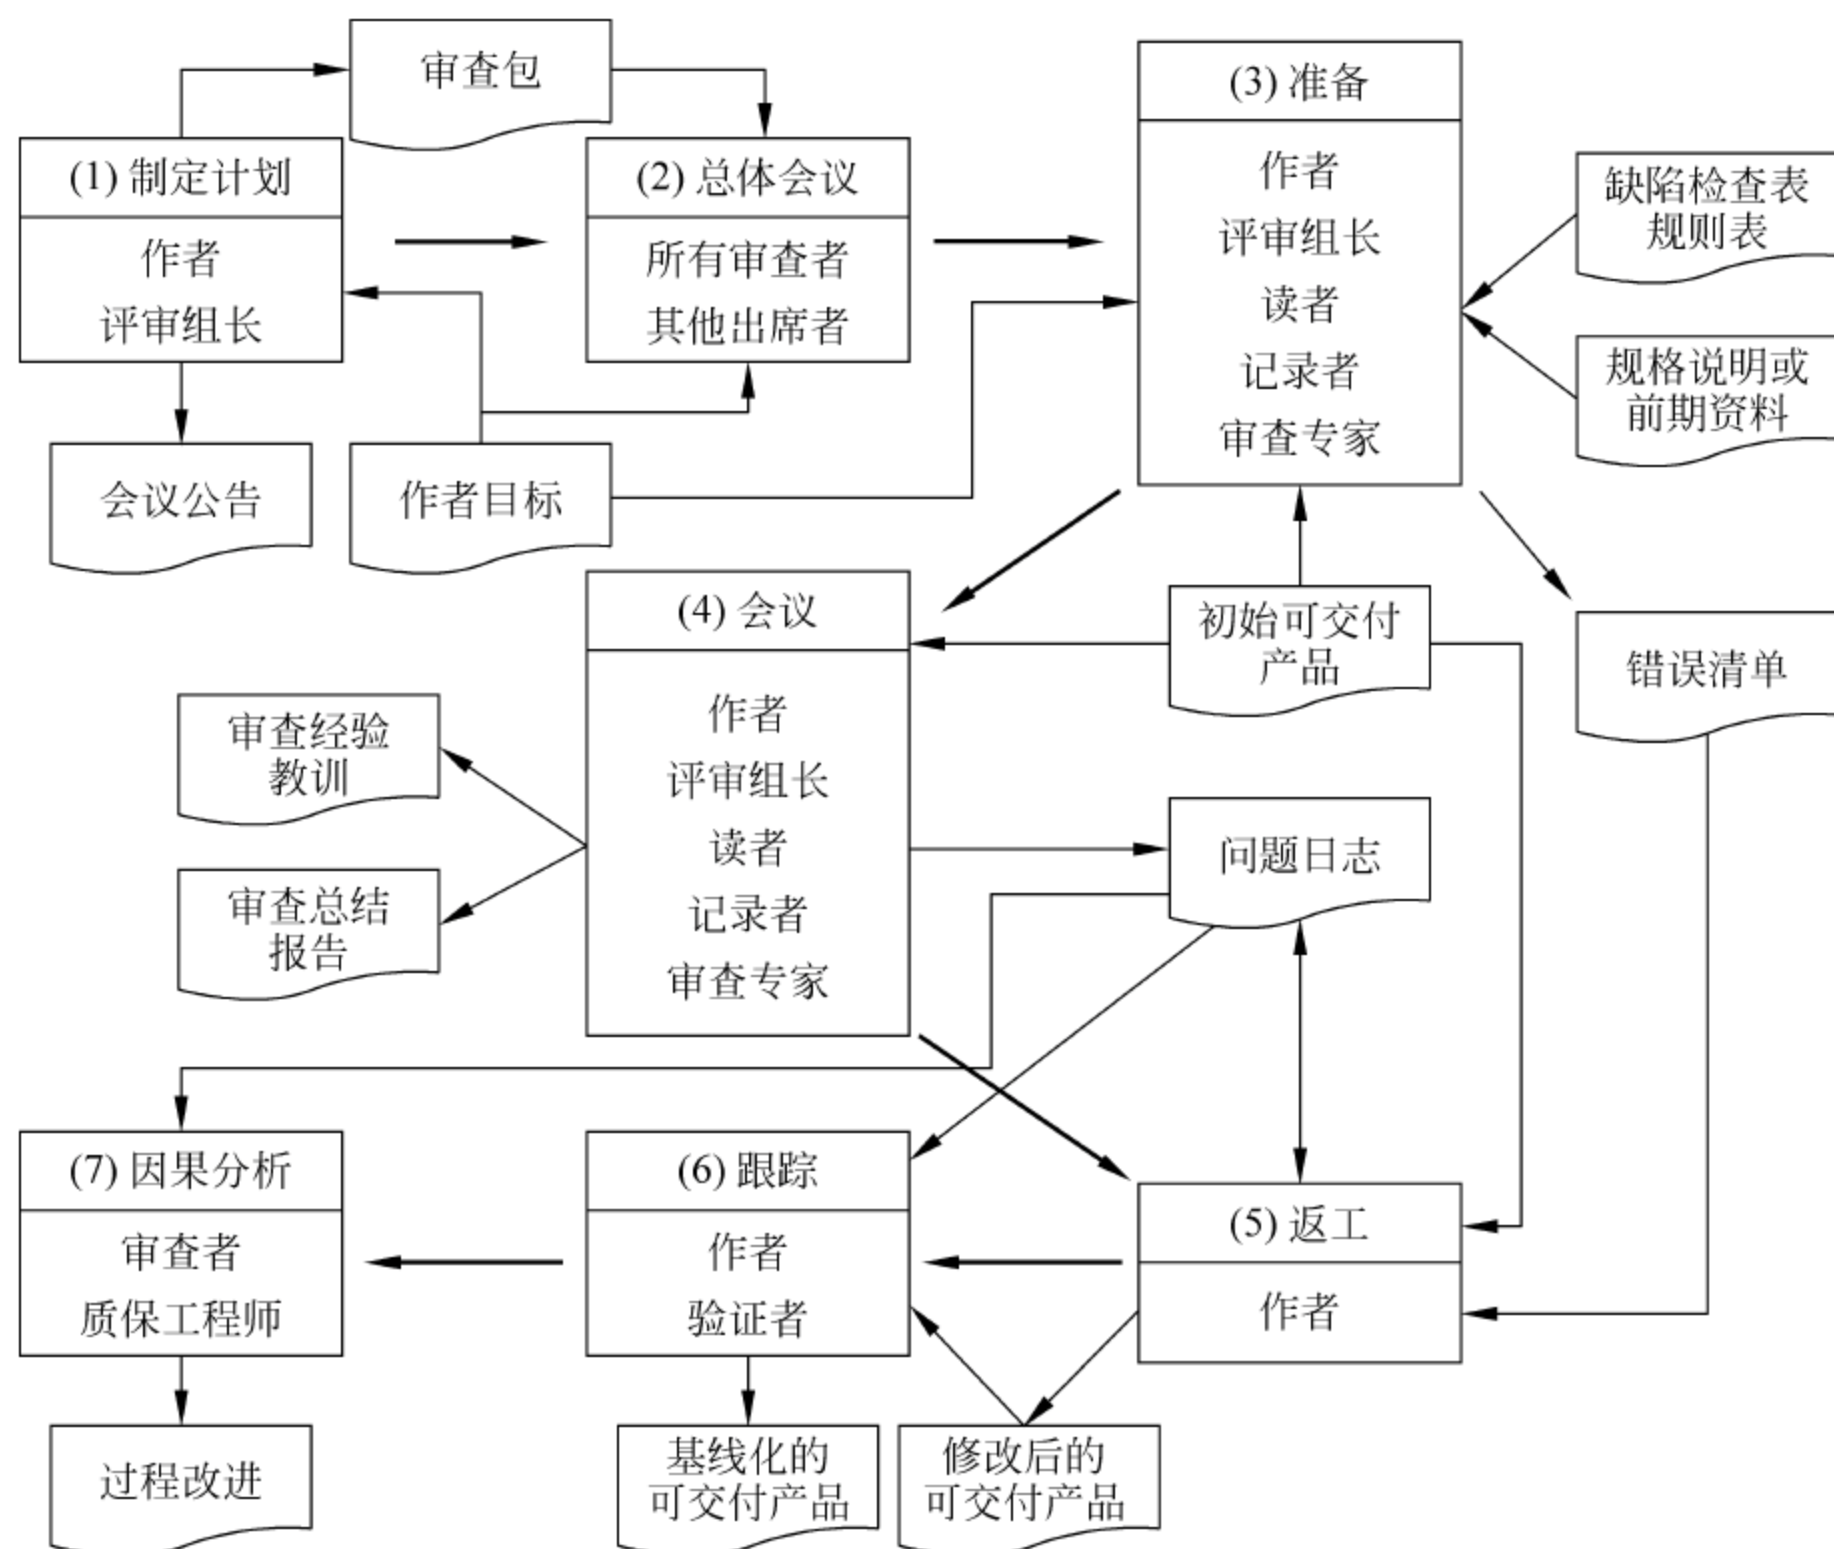 审查包
(1) 制定计划
作者
评审组长
(2) 总体会议
所有审查者
其他出席者
(3) 准备
作者
评审组长
读者
记录者
审查专家
缺陷检查表
规则表
规格说明或
前期资料
会议公告
作者目标
(4) 会议
作者
评审组长
读者
记录者
审查专家
初始可交付
产品
错误清单
审查经验
教训
审查总结
报告
问题日志
(7) 因果分析
审查者
质保工程师
(6) 跟踪
作者
验证者
(5) 返工
作者
过程改进
基线化的
可交付产品
修改后的
可交付产品